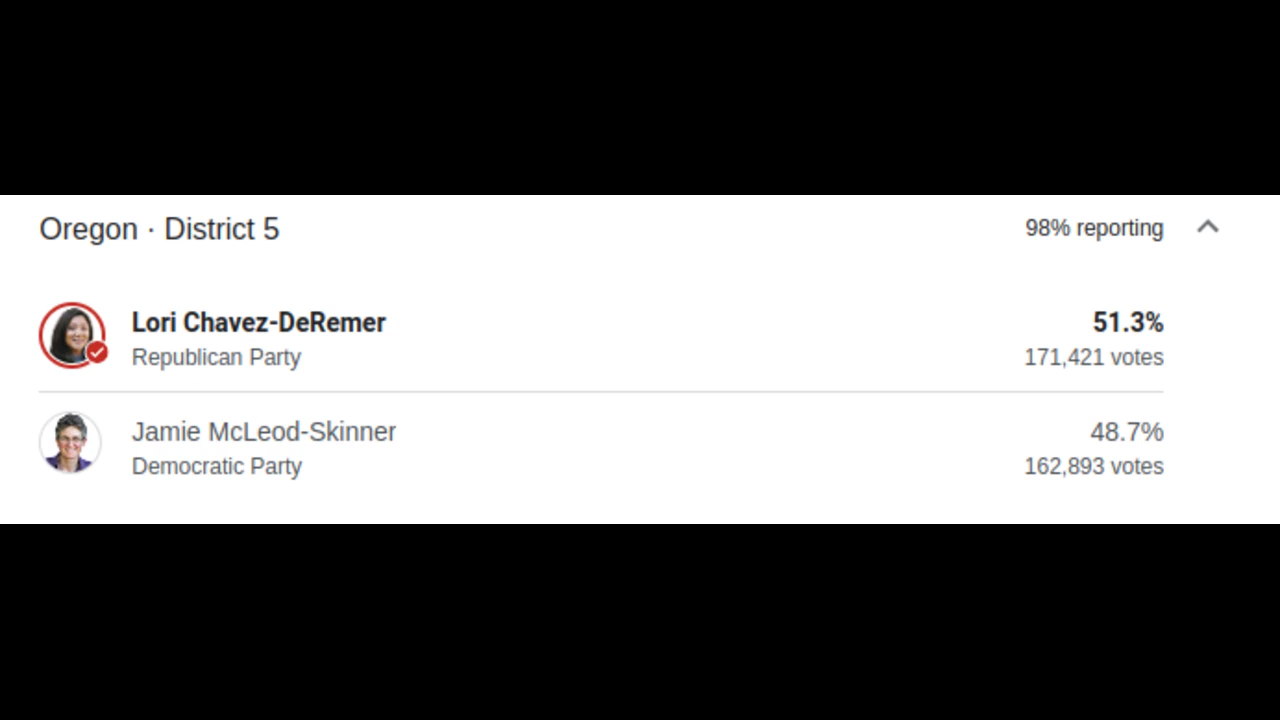 Oregon · District 5
98% reporting
Lori Chavez-DeRemer
51.3%
Republican Party
171,421 votes
Jamie McLeod-Skinner
48.7%
Democratic Party
162,893 votes